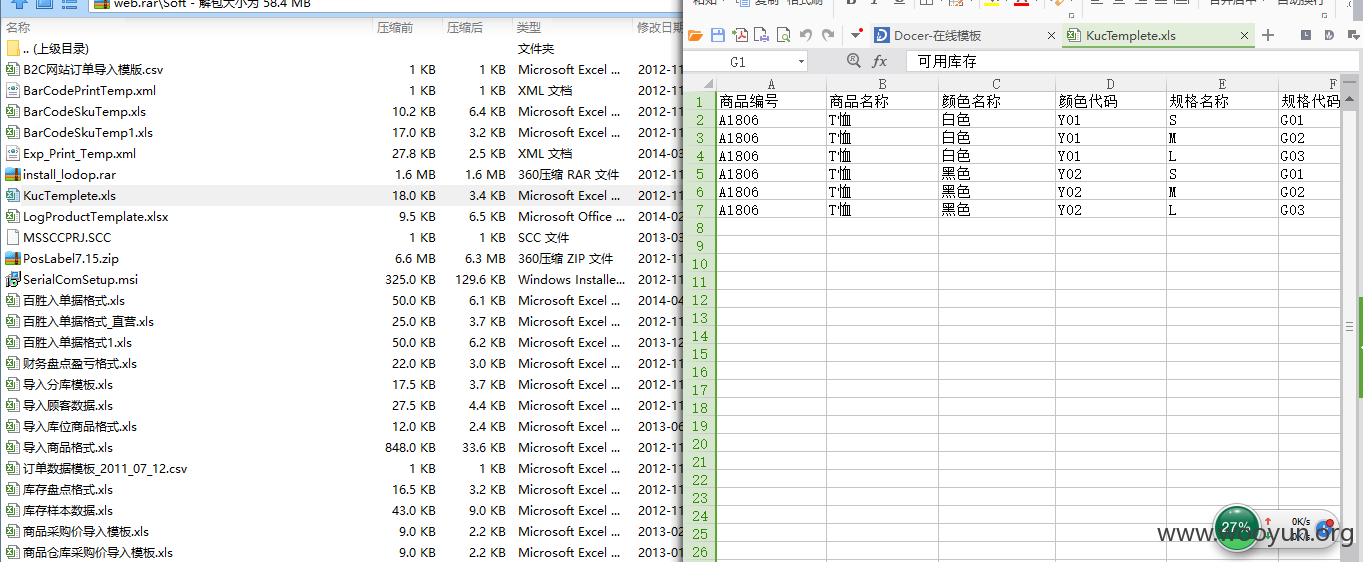 web.rar\Soft - 解包大小为 58.4 MB
名称 压缩前 压缩后 类型 修改日期
.. (上级目录) 文件夹
B2C网站订单导入模版.csv 1 KB 1 KB Microsoft Excel ... 2012-11
BarCodePrintTemp.xml 1 KB 1 KB XML 文档 2012-11
BarCodeSkuTemp.xls 10.2 KB 6.4 KB Microsoft Excel ... 2012-11
BarCodeSkuTemp1.xls 17.0 KB 3.2 KB Microsoft Excel ... 2012-11
Exp_Print_Temp.xml 27.8 KB 2.5 KB XML 文档 2014-03
install_lodop.rar 1.6 MB 1.6 MB 360压缩 RAR 文件 2012-11
KucTemplete.xls 18.0 KB 3.4 KB Microsoft Excel ... 2012-11
LogProductTemplate.xlsx 9.5 KB 6.5 KB Microsoft Office ... 2014-02
MSSCCPRJ.SCC 1 KB 1 KB SCC 文件 2013-03
PosLabel7.15.zip 6.6 MB 6.3 MB 360压缩 ZIP 文件 2012-11
SerialComSetup.msi 325.0 KB 129.6 KB Windows Installe... 2012-11
百胜入单据格式.xls 50.0 KB 6.1 KB Microsoft Excel ... 2014-04
百胜入单据格式_直营.xls 25.0 KB 3.7 KB Microsoft Excel ... 2012-11
百胜入单据格式1.xls 50.0 KB 6.2 KB Microsoft Excel ... 2013-12
财务盘点盈亏格式.xls 22.0 KB 3.0 KB Microsoft Excel ... 2012-11
导入分库模板.xls 17.5 KB 3.7 KB Microsoft Excel ... 2012-11
导入顾客数据.xls 27.5 KB 4.4 KB Microsoft Excel ... 2012-11
导入库位商品格式.xls 12.0 KB 2.4 KB Microsoft Excel ... 2013-06
导入商品格式.xls 848.0 KB 33.6 KB Microsoft Excel ... 2012-11
订单数据模板_2011_07_12.csv 1 KB 1 KB Microsoft Excel ... 2012-11
库存盘点格式.xls 16.5 KB 3.2 KB Microsoft Excel ... 2012-11
库存样本数据.xls 43.0 KB 9.0 KB Microsoft Excel ... 2012-11
商品采购价导入模板.xls 9.0 KB 2.2 KB Microsoft Excel ... 2013-02
商品仓库采购价导入模板.xls 9.0 KB 2.2 KB Microsoft Excel ... 2013-01
Docer-在线模板 KucTemplete.xls
G1 fx 可用库存
A B C D E F
1 商品编号 商品名称 颜色名称 颜色代码 规格名称 规格代码
2 A1806 T恤 白色 Y01 S G01
3 A1806 T恤 白色 Y01 M G02
4 A1806 T恤 白色 Y01 L G03
5 A1806 T恤 黑色 Y02 S G01
6 A1806 T恤 黑色 Y02 M G02
7 A1806 T恤 黑色 Y02 L G03
8
9
10
11
12
13
14
15
16
17
18
19
20
21
22
23
24
25
26
27% 0K/s
www.wooyun.org